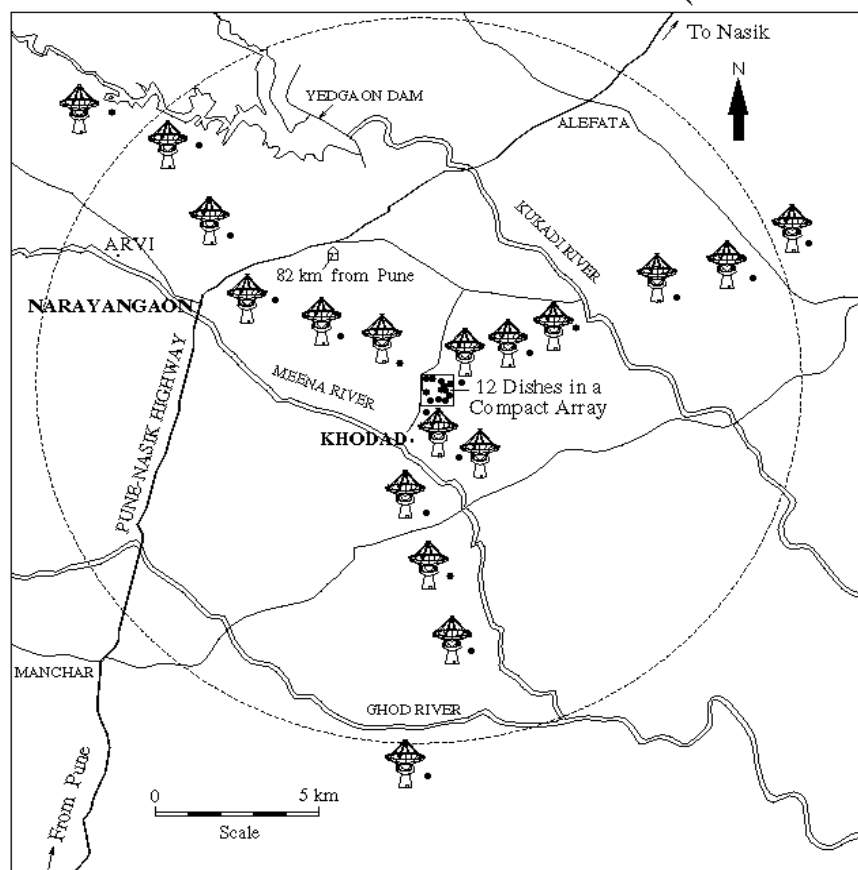 To Nasik
N
YEDGAON DAM
ALEFATA
KUKADI RIVER
ARVI
82 km from Pune
NARAYANGAON
MEENA RIVER
12 Dishes in a
Compact Array
PUNE-NASIK HIGHWAY
KHODAD
MANCHAR
GHOD RIVER
From Pune
0 5 km
Scale